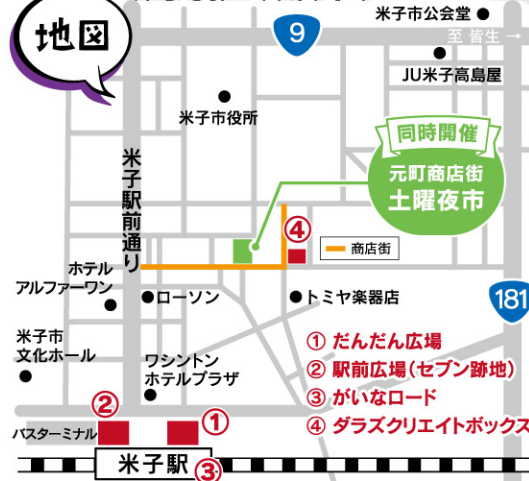 地図
米子市公会堂
9
至 皆生 →
JU米子高島屋
米子市役所
同時開催
元町商店街
土曜夜市
米子駅前通り
④
商店街
ホテル
アルファーワン
ローソン
トミヤ楽器店
181
米子市
文化ホール
ワシントン
ホテルプラザ
① だんだん広場
② 駅前広場(セブン跡地)
③ がいなロード
④ ダラズクリエイトボックス
②
①
バスターミナル
米子駅
③